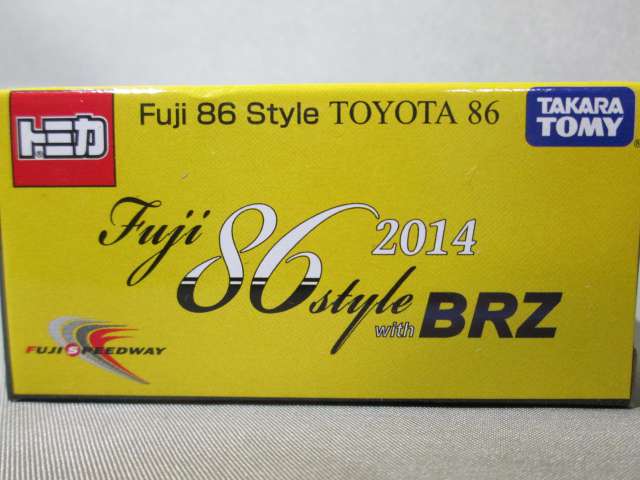 トミカ
Fuji 86 Style TOYOTA 86
TAKARA TOMY
Fuji 86 style 2014
with BRZ
FUJI SPEEDWAY